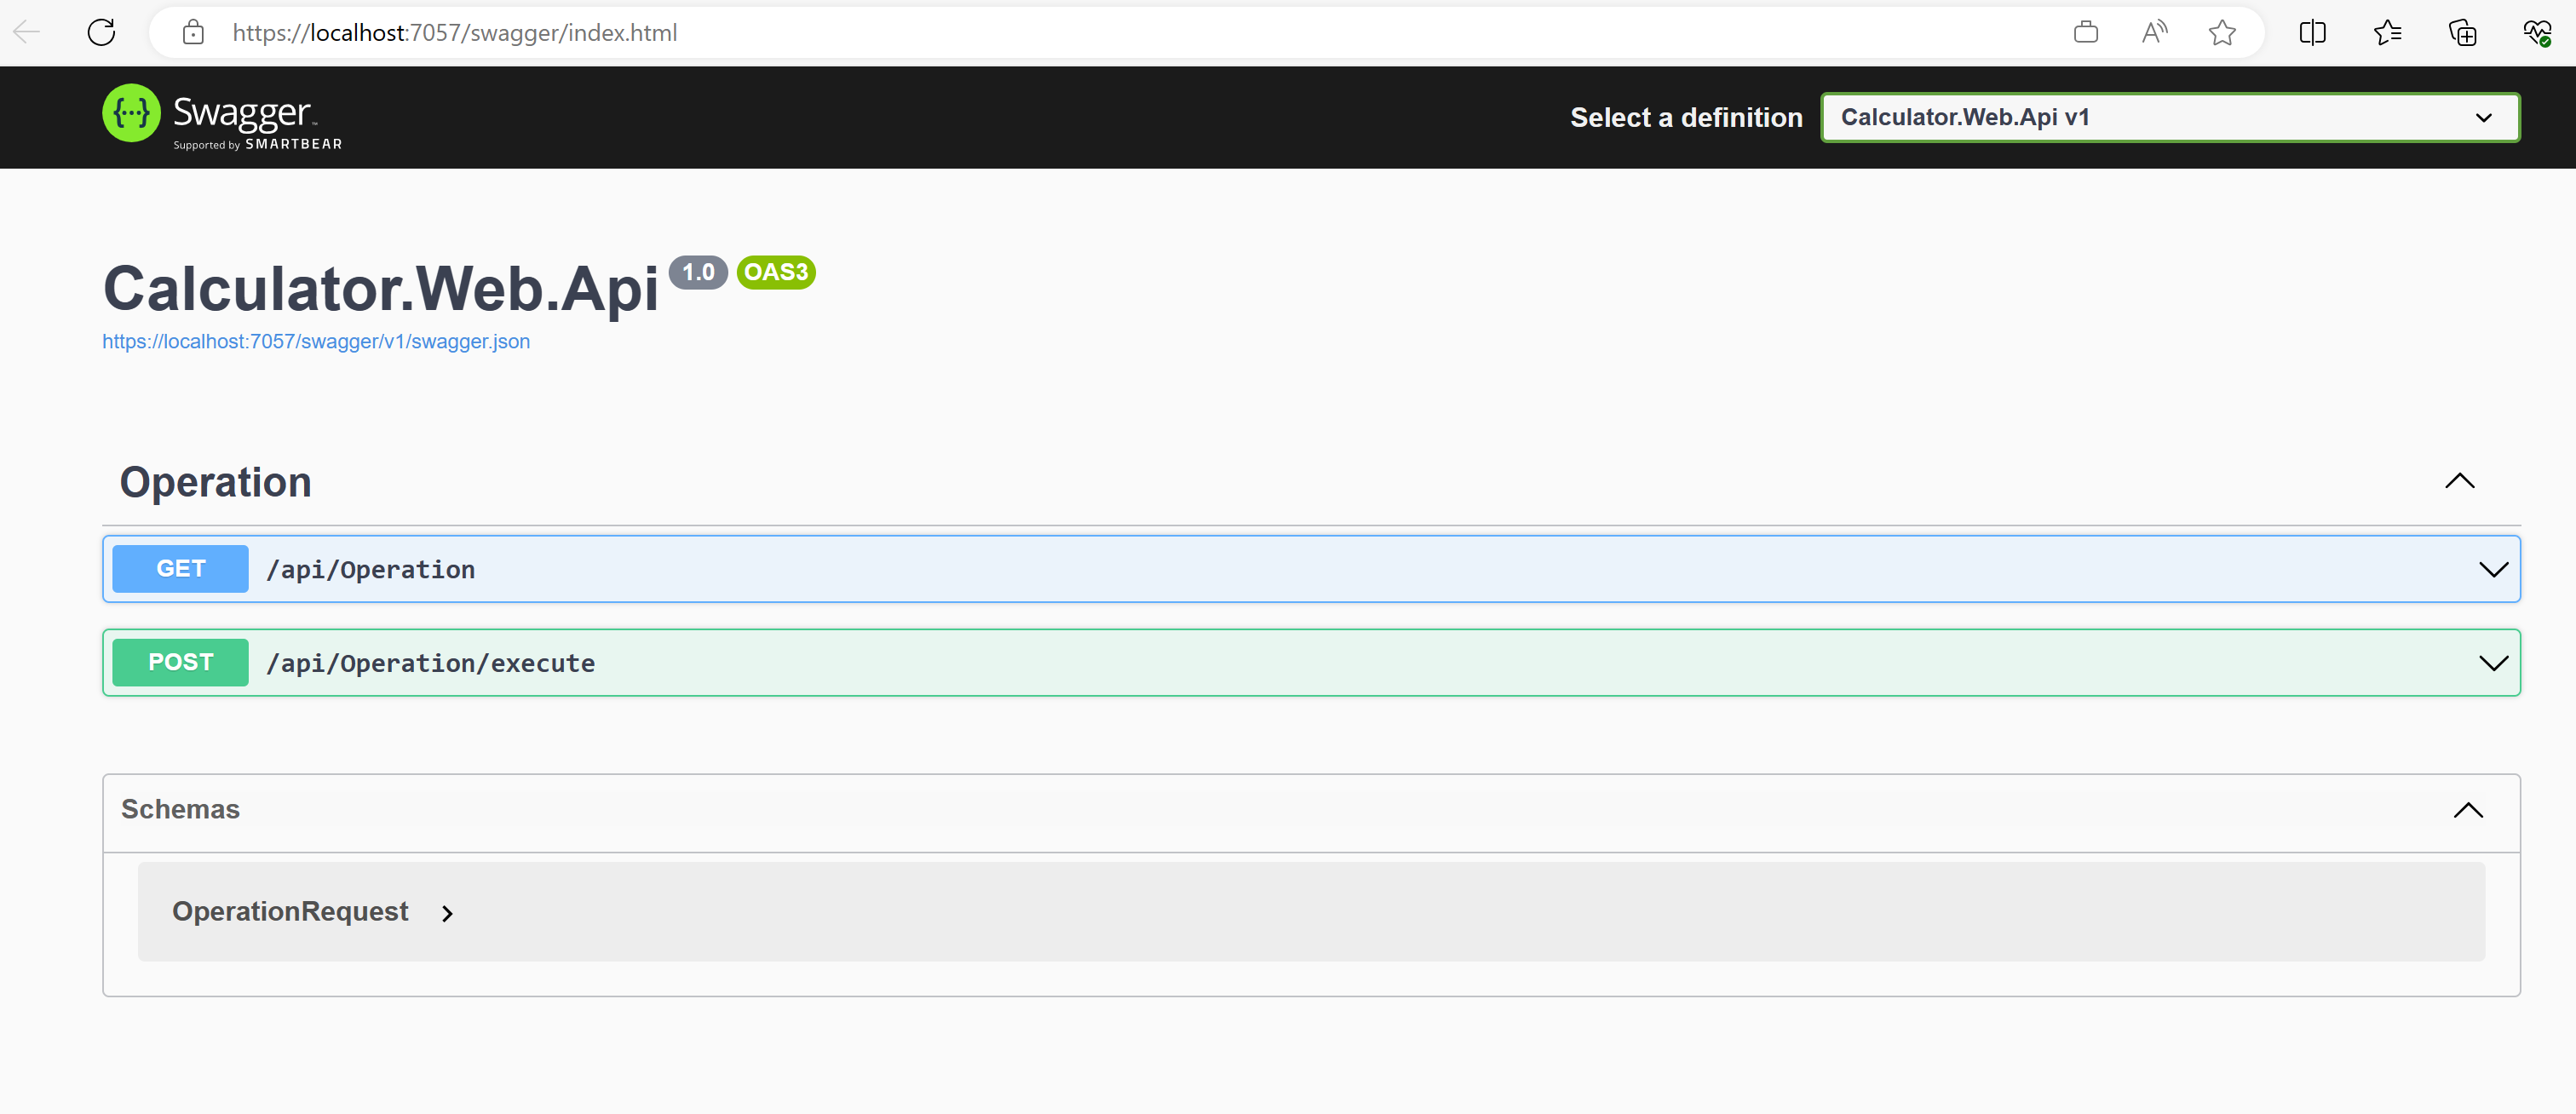 https://localhost:7057/swagger/index.html
{···} Swagger™
Supported by SMARTBEAR
Select a definition
Calculator.Web.Api v1
Calculator.Web.Api 1.0 OAS3
https://localhost:7057/swagger/v1/swagger.json
Operation
GET /api/Operation
POST /api/Operation/execute
Schemas
OperationRequest